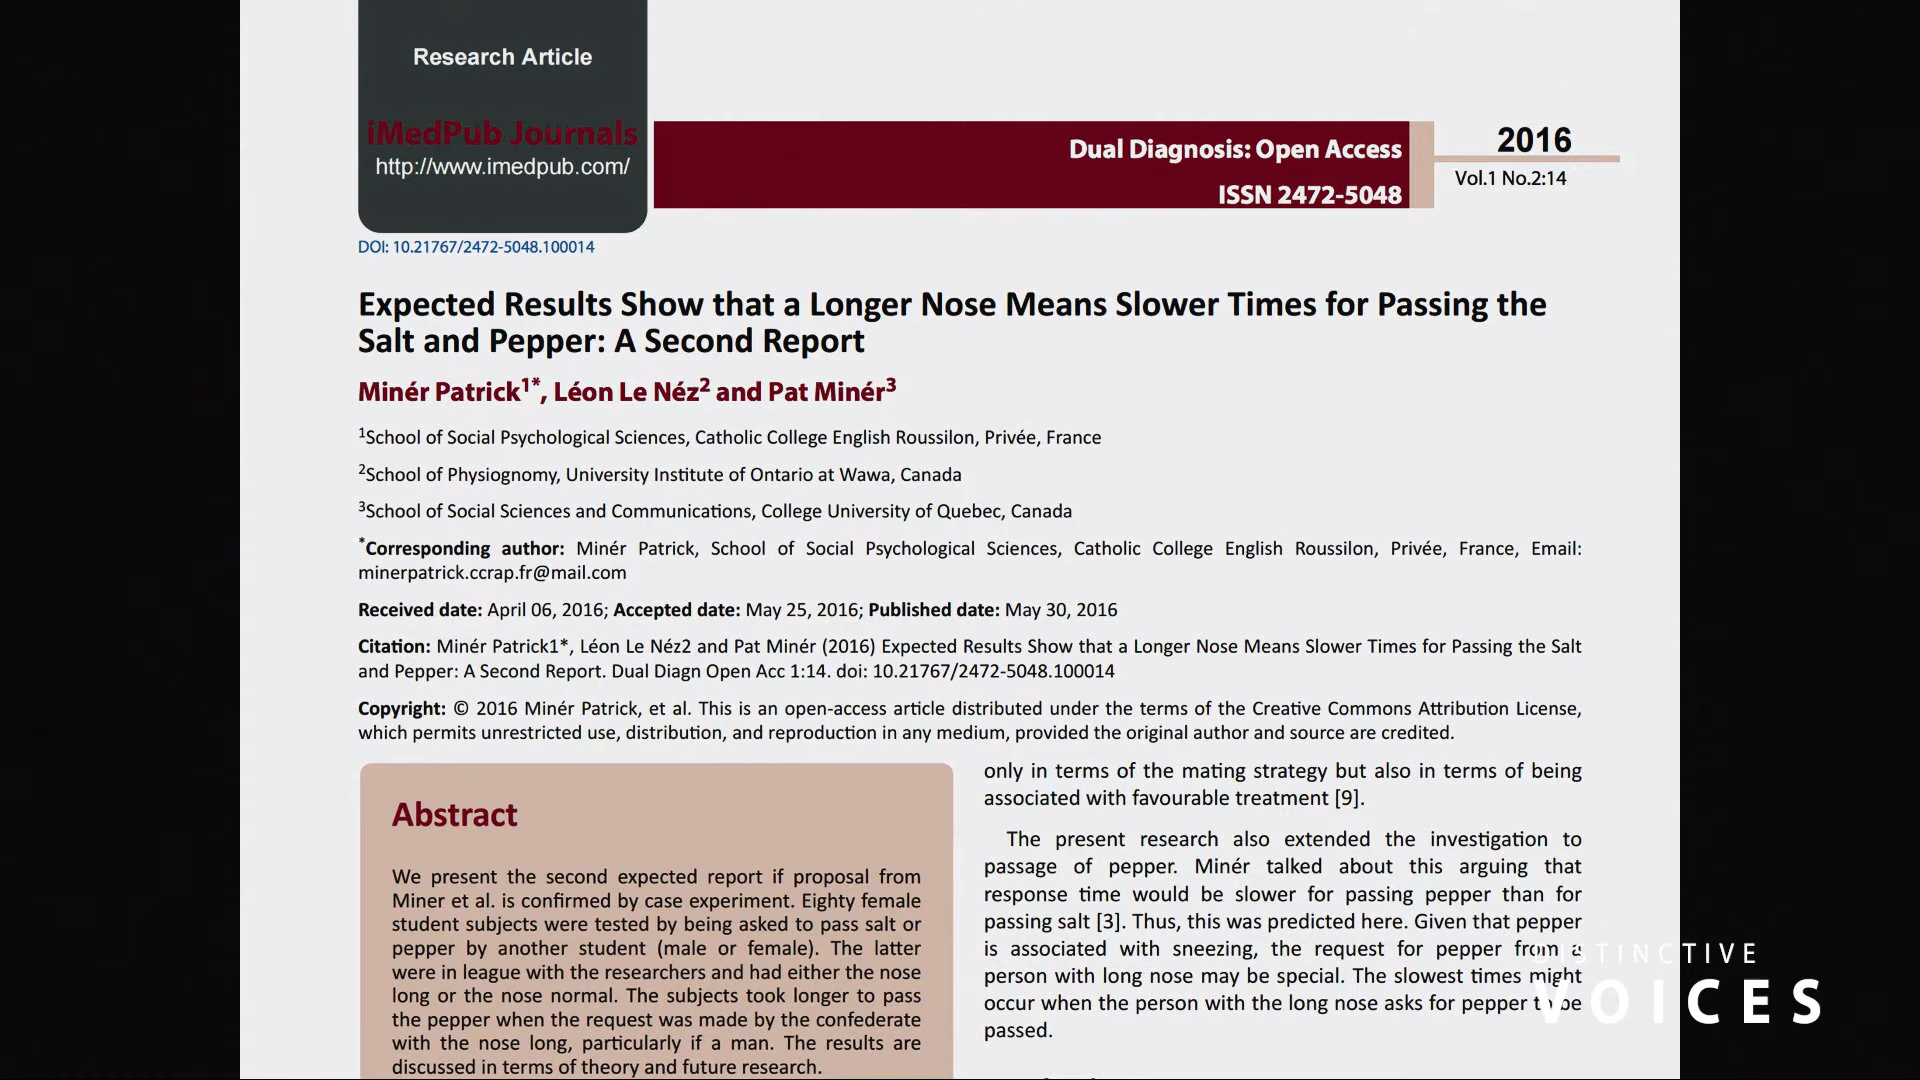 Research Article
iMedPub Journals
http://www.imedpub.com/
Dual Diagnosis: Open Access
ISSN 2472-5048
2016
Vol.1 No.2:14
DOI: 10.21767/2472-5048.100014
Expected Results Show that a Longer Nose Means Slower Times for Passing the
Salt and Pepper: A Second Report
Minér Patrick1*, Léon Le Néz2 and Pat Minér3
1School of Social Psychological Sciences, Catholic College English Roussilon, Privée, France
2School of Physiognomy, University Institute of Ontario at Wawa, Canada
3School of Social Sciences and Communications, College University of Quebec, Canada
*Corresponding author: Minér Patrick, School of Social Psychological Sciences, Catholic College English Roussilon, Privée, France, Email:
minerpatrick.ccrap.fr@mail.com
Received date: April 06, 2016; Accepted date: May 25, 2016; Published date: May 30, 2016
Citation: Minér Patrick1*, Léon Le Néz2 and Pat Minér (2016) Expected Results Show that a Longer Nose Means Slower Times for Passing the Salt
and Pepper: A Second Report. Dual Diagn Open Acc 1:14. doi: 10.21767/2472-5048.100014
Copyright: © 2016 Minér Patrick, et al. This is an open-access article distributed under the terms of the Creative Commons Attribution License,
which permits unrestricted use, distribution, and reproduction in any medium, provided the original author and source are credited.
Abstract
We present the second expected report if proposal from
Miner et al. is confirmed by case experiment. Eighty female
student subjects were tested by being asked to pass salt or
pepper by another student (male or female). The latter
were in league with the researchers and had either the nose
long or the nose normal. The subjects took longer to pass
the pepper when the request was made by the confederate
with the nose long, particularly if a man. The results are
discussed in terms of theory and future research.
only in terms of the mating strategy but also in terms of being
associated with favourable treatment [9].
The present research also extended the investigation to
passage of pepper. Minér talked about this arguing that
response time would be slower for passing pepper than for
passing salt [3]. Thus, this was predicted here. Given that pepper
is associated with sneezing, the request for pepper from a
person with long nose may be special. The slowest times might
occur when the person with the long nose asks for pepper to be
passed.
DISTINCTIVE
VOICES